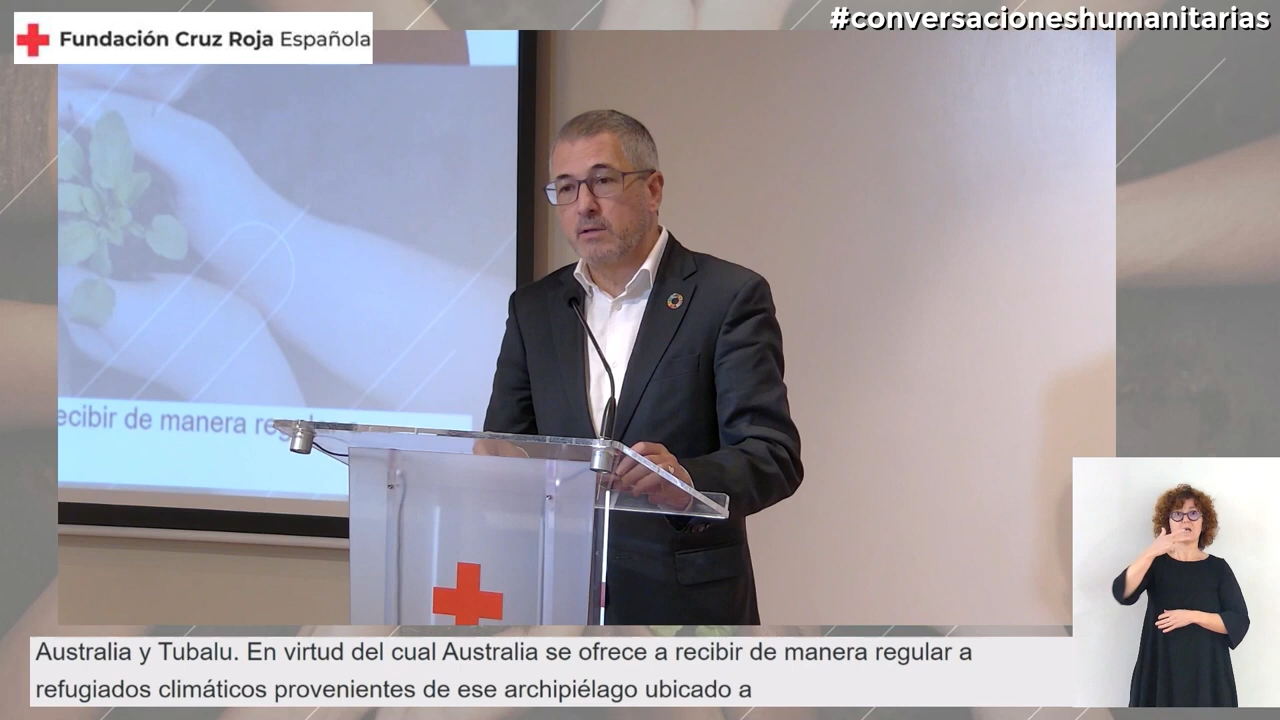 #conversacioneshumanitarias
Fundación Cruz Roja Española
ecibir de manera reg
Australia y Tubalu. En virtud del cual Australia se ofrece a recibir de manera regular a
refugiados climáticos provenientes de ese archipiélago ubicado a